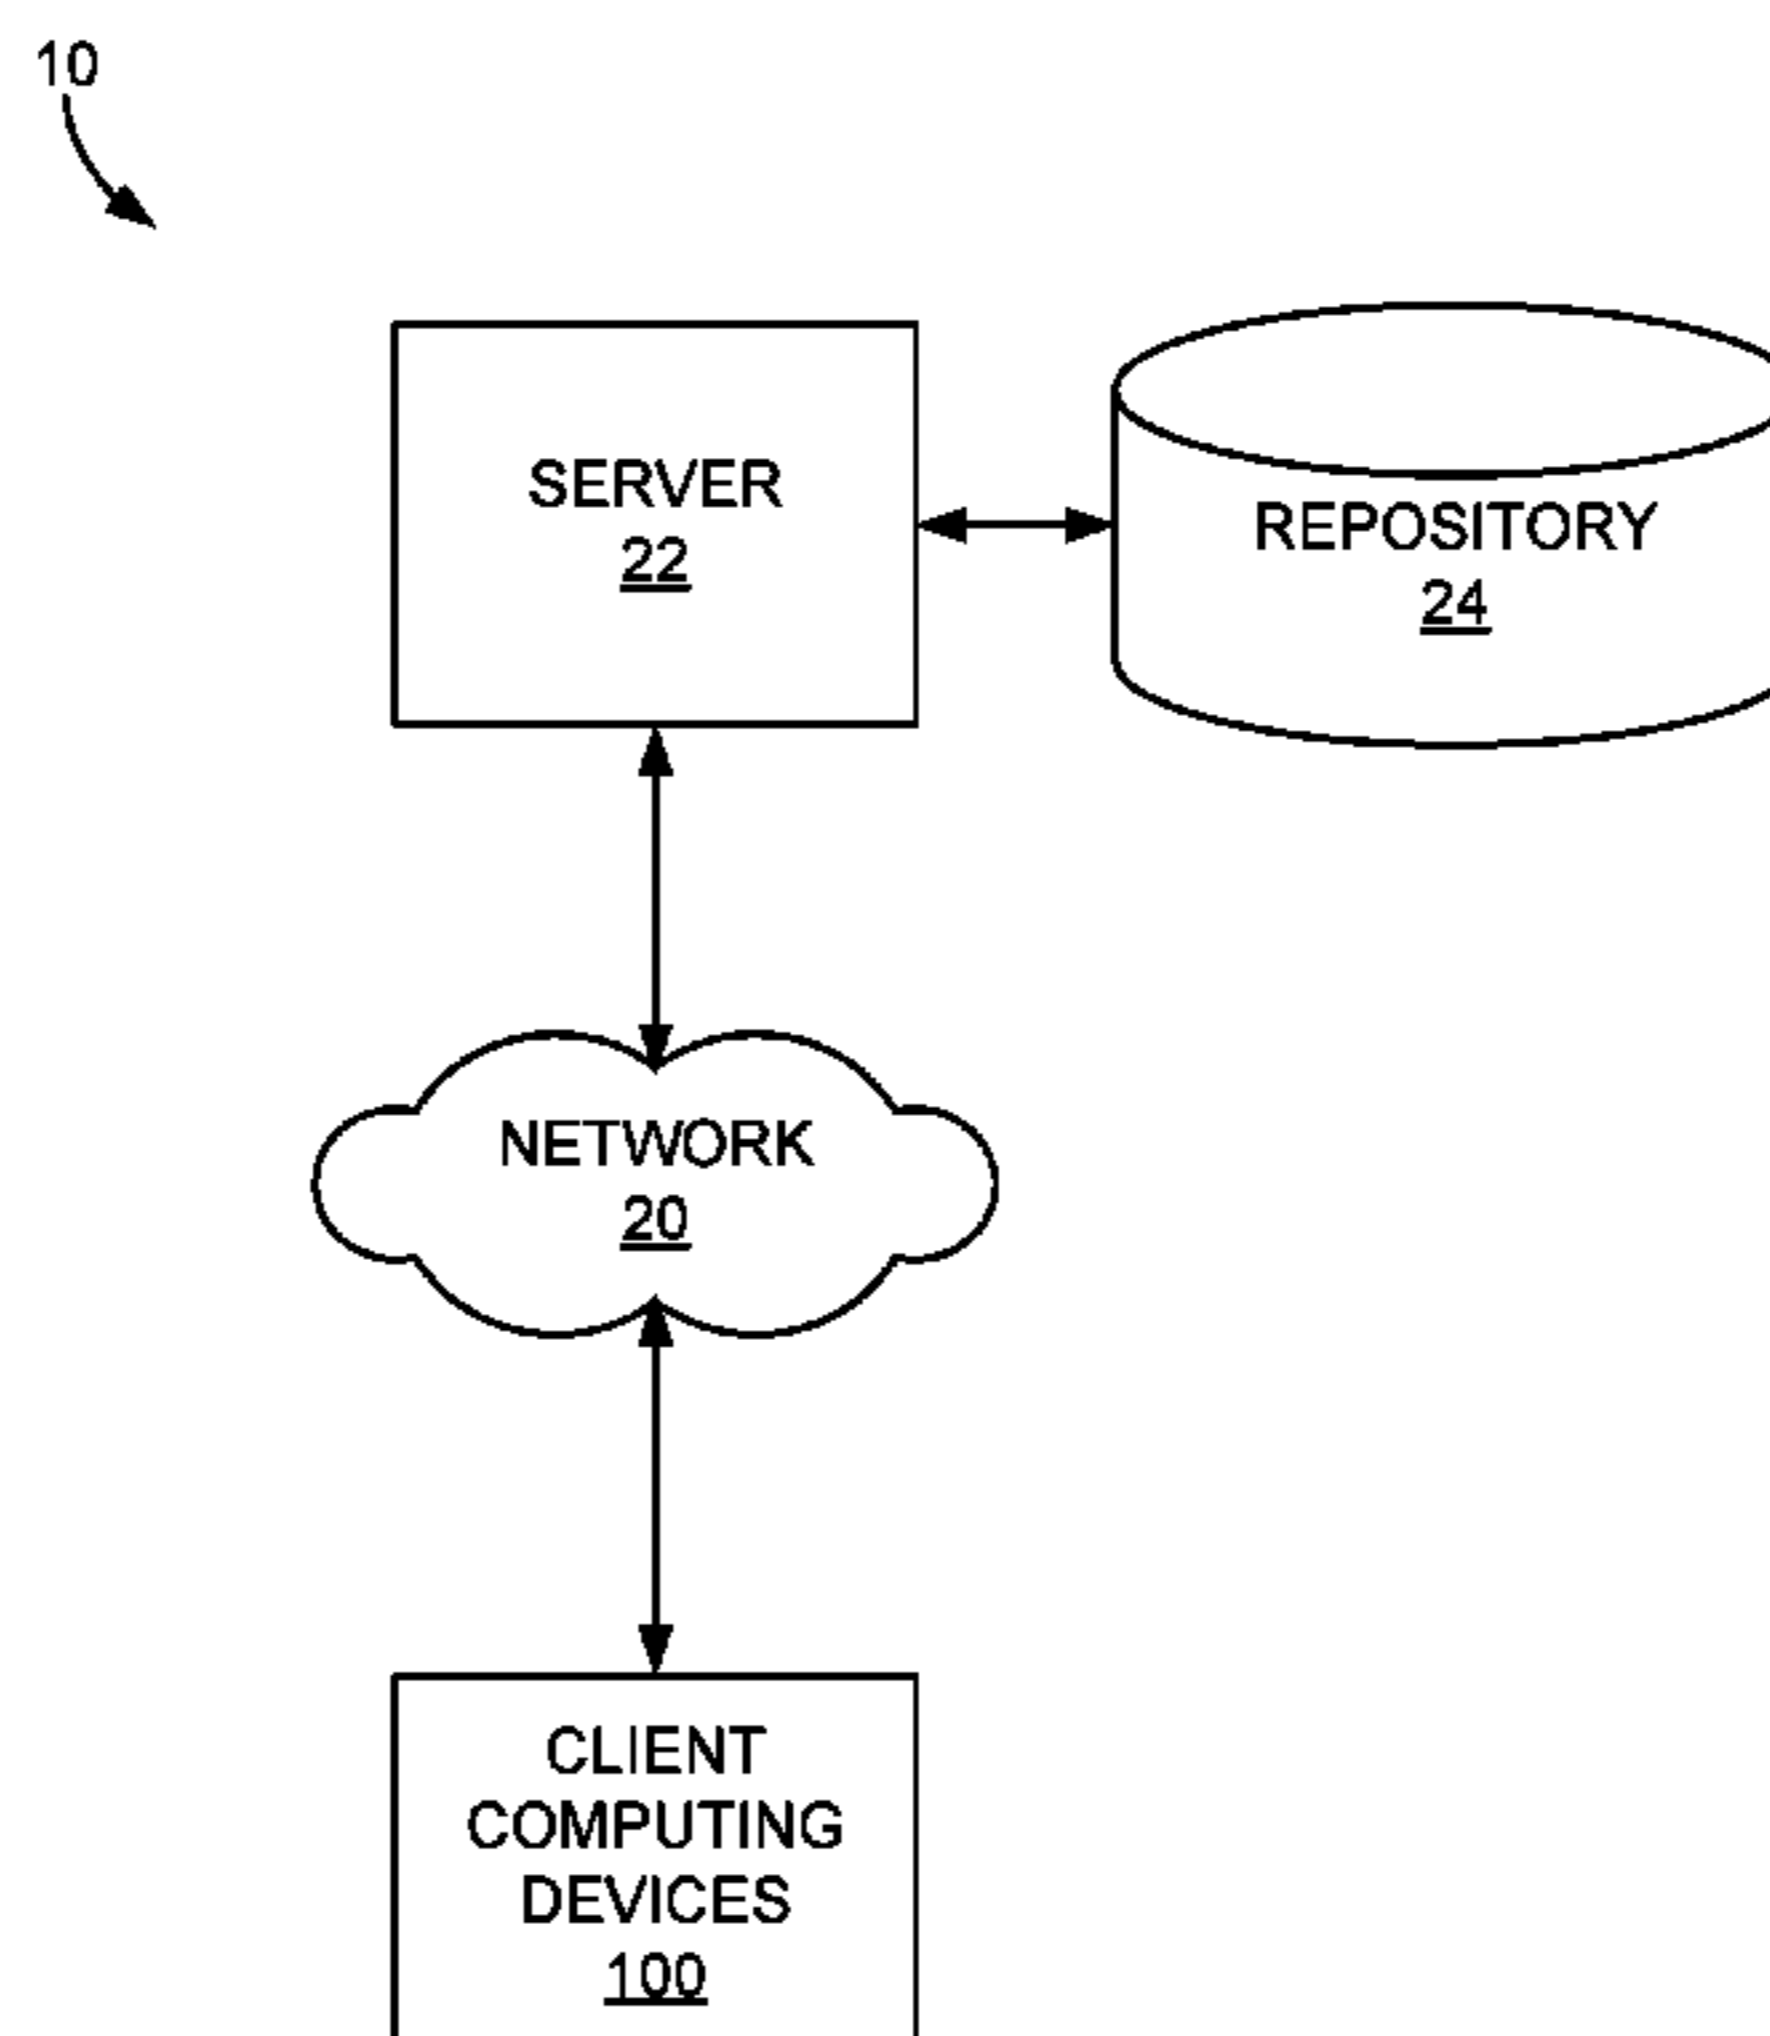 10
SERVER
22
REPOSITORY
24
NETWORK
20
CLIENT
COMPUTING
DEVICES
100